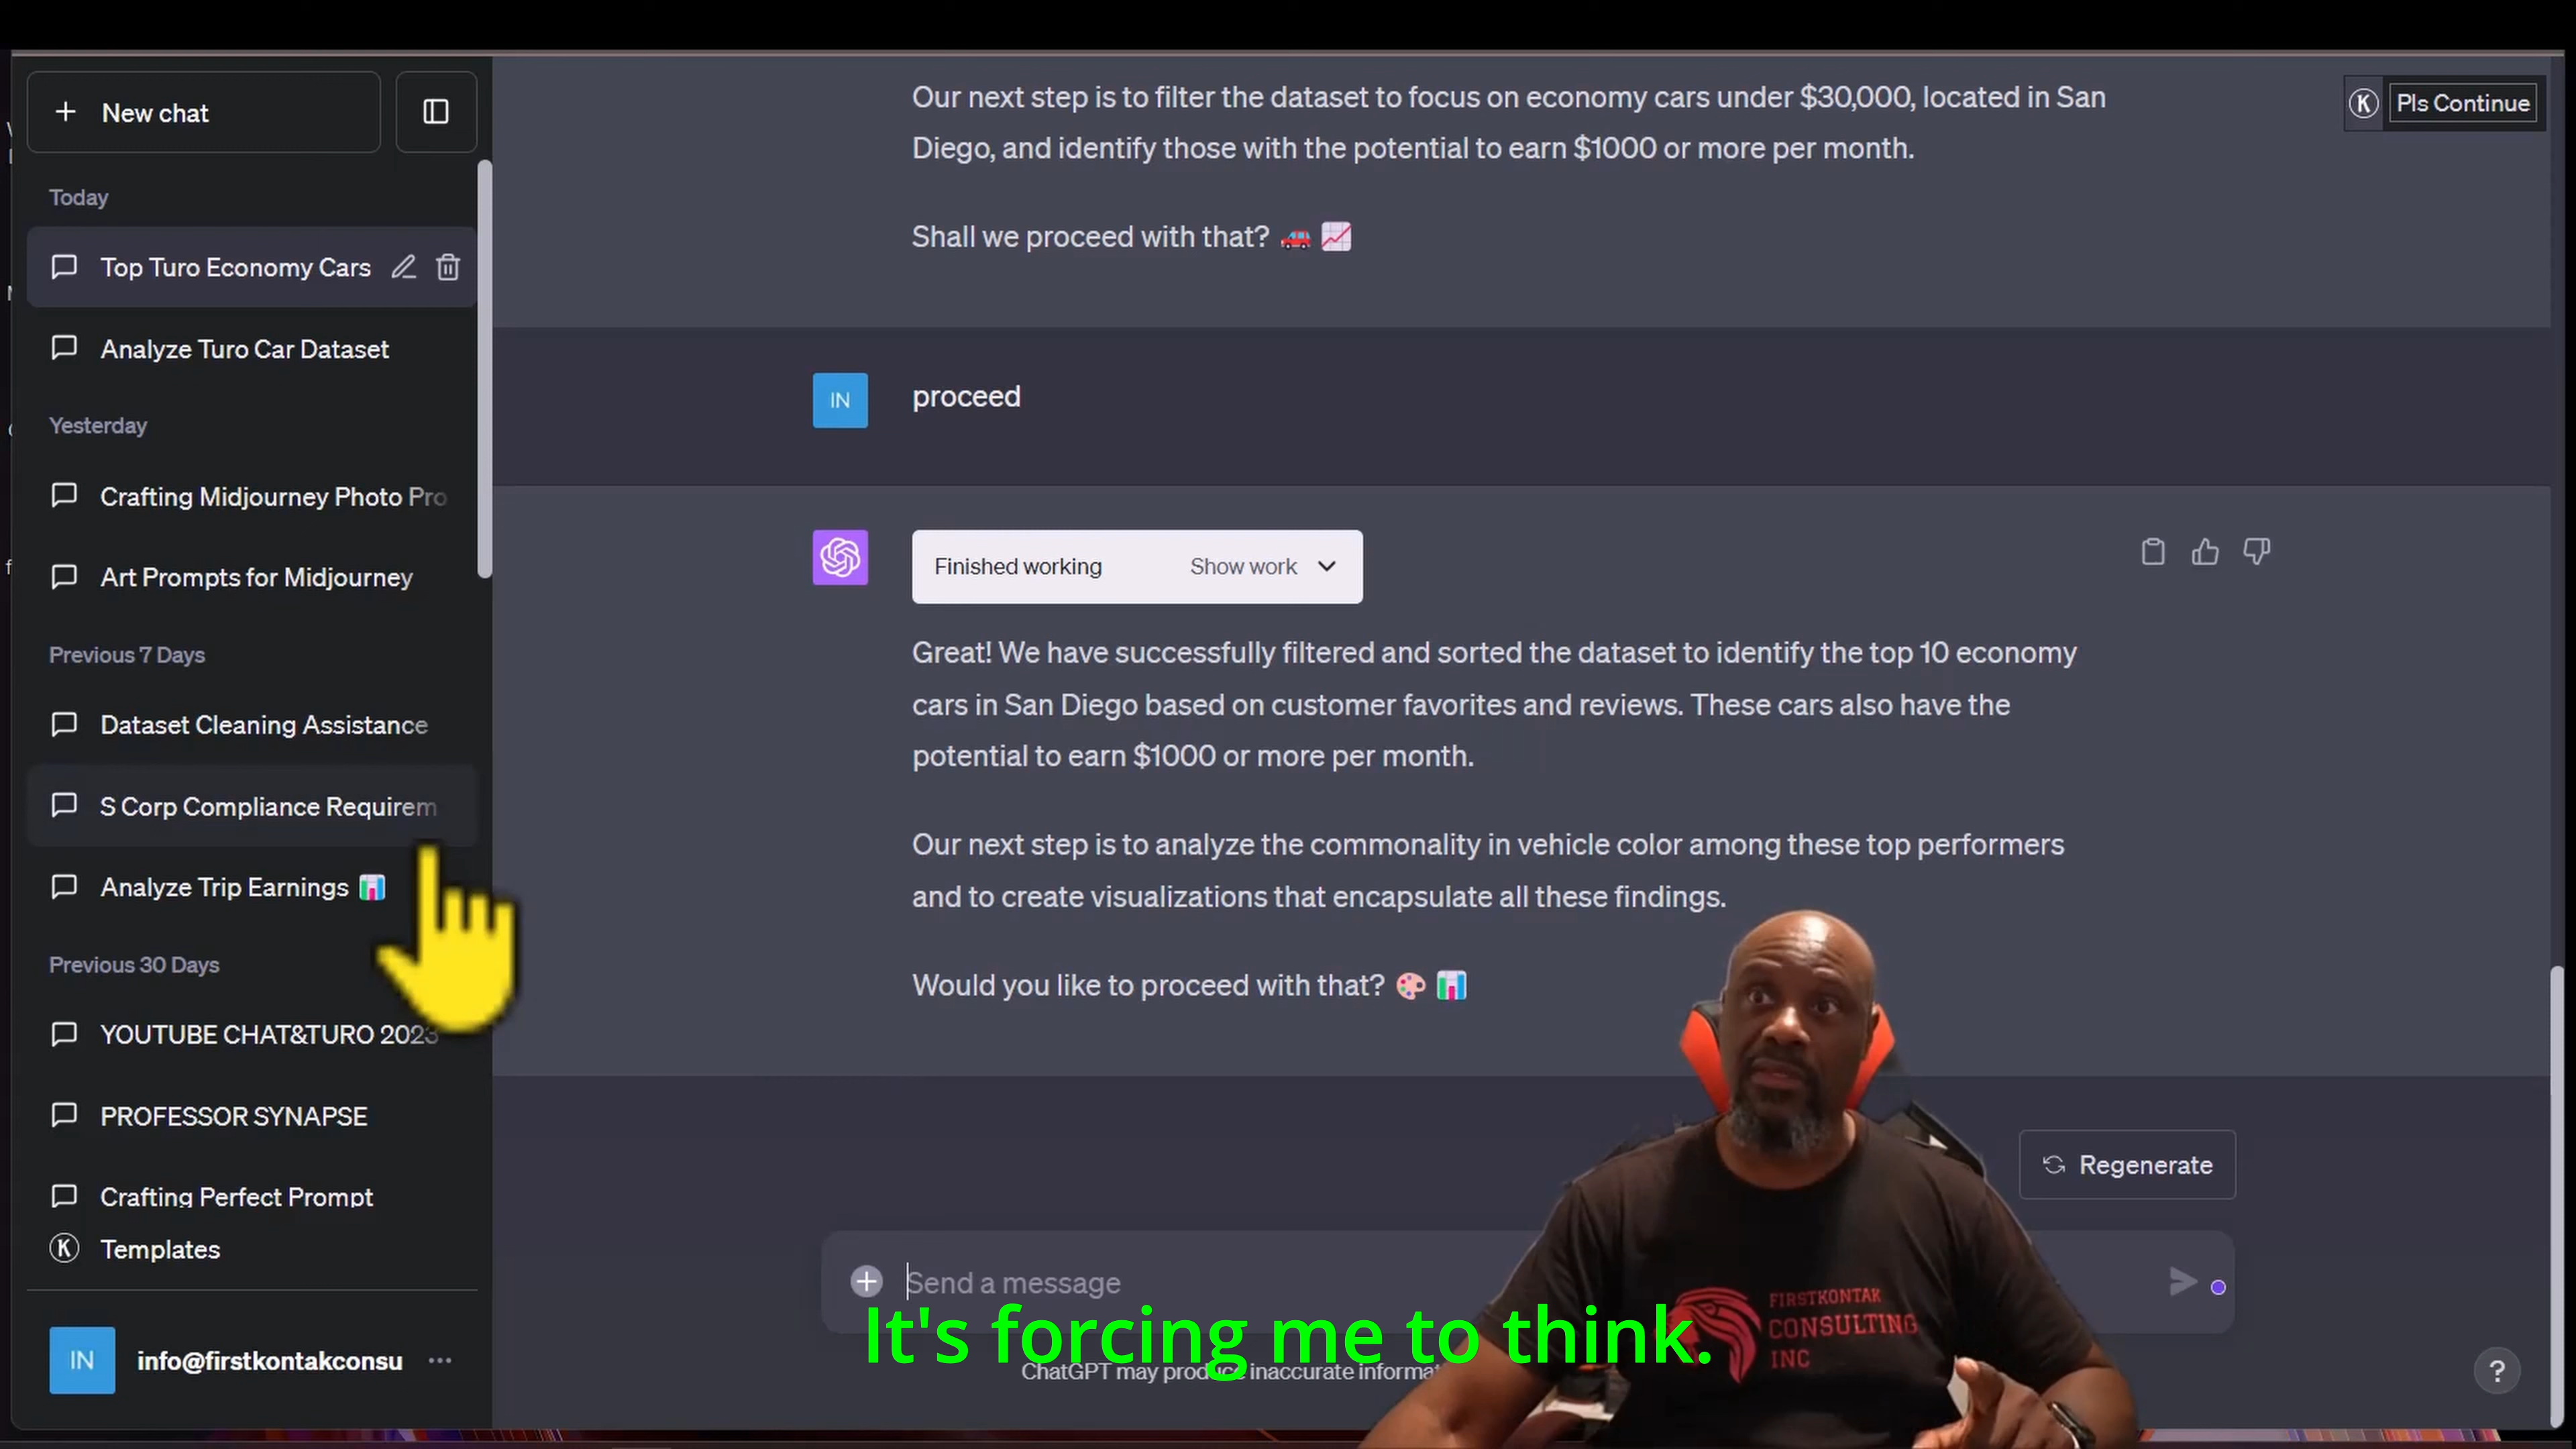 New chat
Today
Top Turo Economy Cars
Analyze Turo Car Dataset
Yesterday
Crafting Midjourney Photo Pro
Art Prompts for Midjourney
Previous 7 Days
Dataset Cleaning Assistance
S Corp Compliance Requirem
Analyze Trip Earnings
Previous 30 Days
YOUTUBE CHAT&TURO 2023
PROFESSOR SYNAPSE
Crafting Perfect Prompt
K Templates
IN info@firstkontakconsu
K Pls Continue
Our next step is to filter the dataset to focus on economy cars under $30,000, located in San
Diego, and identify those with the potential to earn $1000 or more per month.
Shall we proceed with that? 🚗 📈
IN proceed
Finished working Show work
Great! We have successfully filtered and sorted the dataset to identify the top 10 economy
cars in San Diego based on customer favorites and reviews. These cars also have the
potential to earn $1000 or more per month.
Our next step is to analyze the commonality in vehicle color among these top performers
and to create visualizations that encapsulate all these findings.
Would you like to proceed with that? 🎨 📊
Regenerate
Send a message
It's forcing me to think.
ChatGPT may produce inaccurate informat
FIRSTKONTAK
CONSULTING
INC
?